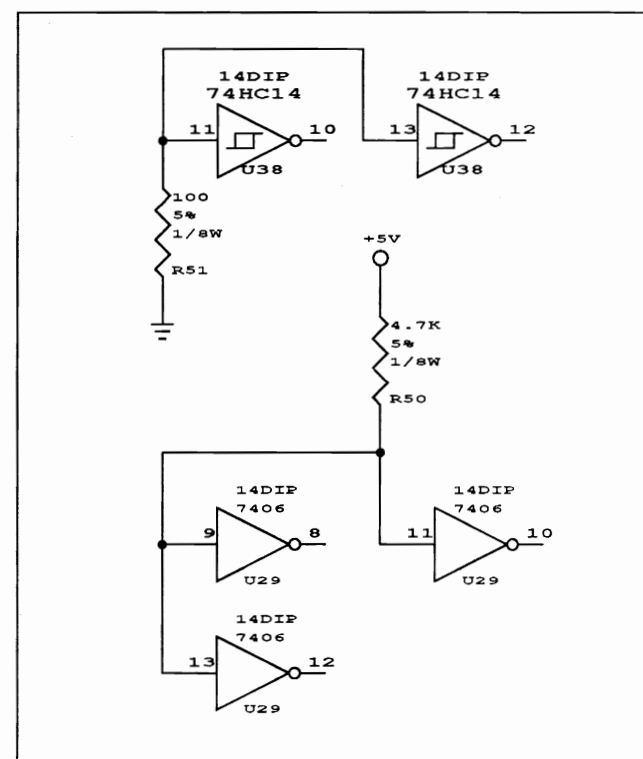 14DIP 14DIP
74HC14 74HC14
11 10 13 12
U38 U38
100
5%
1/8W
R51
+5V
4.7K
5%
1/8W
R50
14DIP 14DIP
7406 7406
9 8 11 10
U29 U29
14DIP
7406
13 12
U29